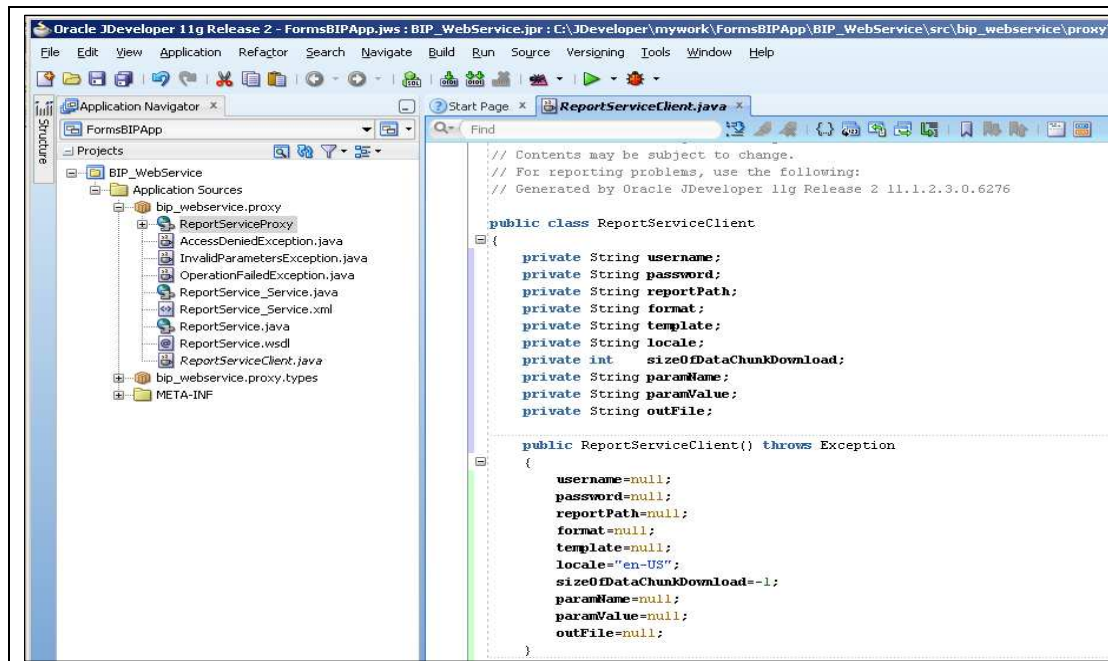 Oracle JDeveloper 11g Release 2 - FormsBIPApp.jws : BIP_WebService.jpr : C:\JDeveloper\mywork\FormsBIPApp\BIP_WebService\src\bip_webservice\proxy
File Edit View Application Refactor Search Navigate Build Run Source Versioning Tools Window Help
Application Navigator
Start Page
ReportServiceClient.java
Structure
FormsBIPApp
Find
Projects
BIP_WebService
Application Sources
bip_webservice.proxy
ReportServiceProxy
AccessDeniedException.java
InvalidParametersException.java
OperationFailedException.java
ReportService_Service.java
ReportService_Service.xml
ReportService.java
ReportService.wsdl
ReportServiceClient.java
bip_webservice.proxy.types
META-INF
// Contents may be subject to change.
// For reporting problems, use the following:
// Generated by Oracle JDeveloper 11g Release 2 11.1.2.3.0.6276
public class ReportServiceClient
{
private String username;
private String password;
private String reportPath;
private String format;
private String template;
private String locale;
private int sizeOfDataChunkDownload;
private String paramName;
private String paramValue;
private String outFile;
public ReportServiceClient() throws Exception
{
username=null;
password=null;
reportPath=null;
format=null;
template=null;
locale="en-US";
sizeOfDataChunkDownload=-1;
paramName=null;
paramValue=null;
outFile=null;
}